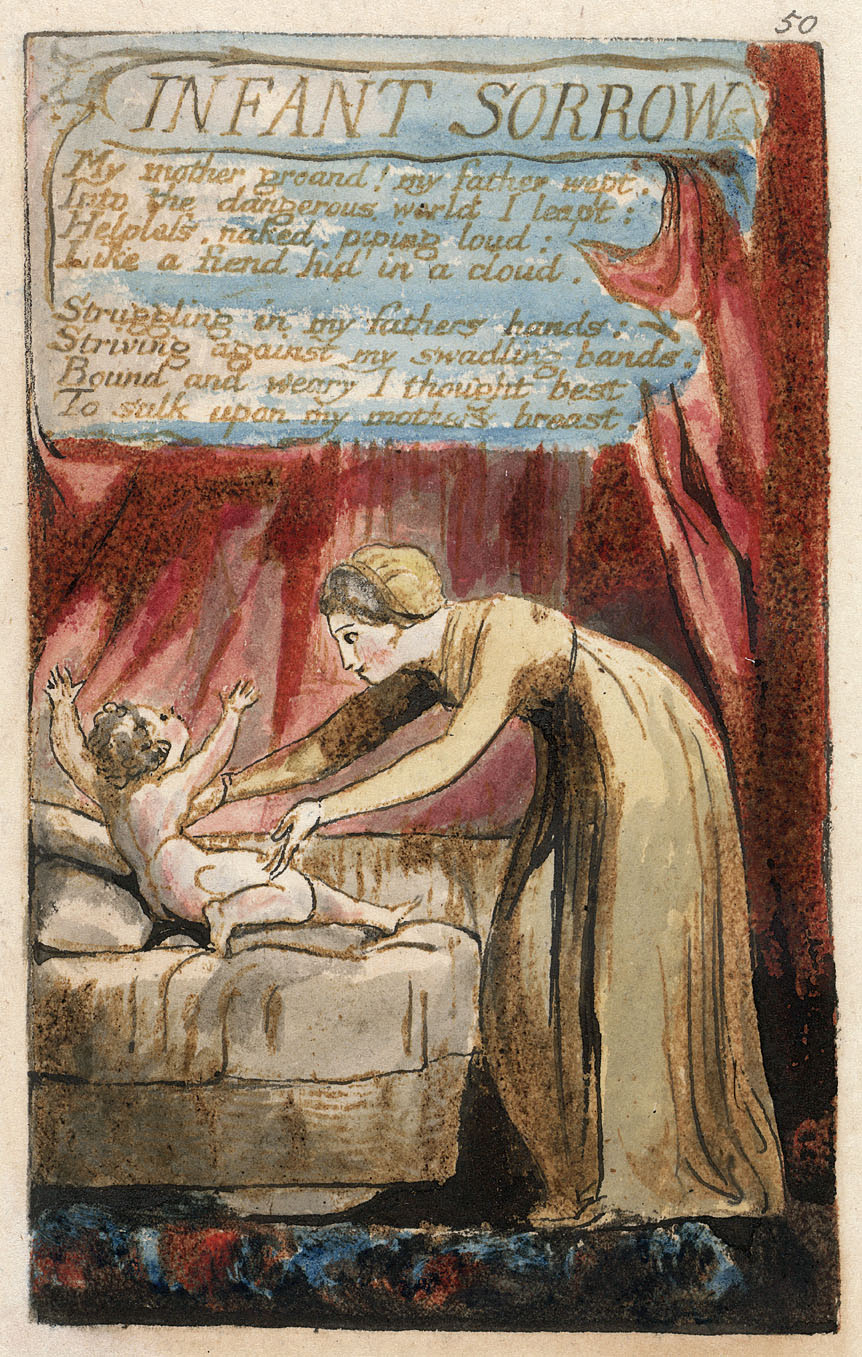 50
INFANT SORROW
My mother groand! my father wept.
Into the dangerous world I leapt:
Helpless, naked, piping loud:
Like a fiend hid in a cloud.
Struggling in my fathers hands:
Striving against my swadling bands:
Bound and weary I thought best
To sulk upon my mothers breast